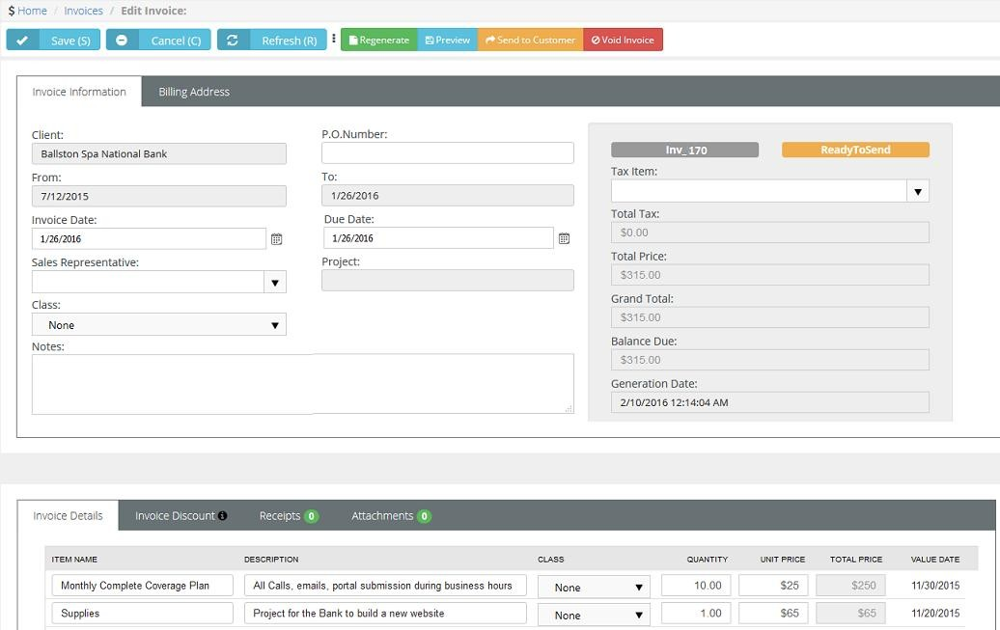 $ Home / Invoices / Edit Invoice:
Save (S) Cancel (C) Refresh (R) Regenerate Preview Send to Customer Void Invoice
Invoice Information Billing Address
Client:
Ballston Spa National Bank
P.O.Number:
From:
7/12/2015
To:
1/26/2016
Invoice Date:
1/26/2016
Due Date:
1/26/2016
Sales Representative:
Project:
Class:
None
Notes:
Inv_170 ReadyToSend
Tax Item:
Total Tax:
$0.00
Total Price:
$315.00
Grand Total:
$315.00
Balance Due:
$315.00
Generation Date:
2/10/2016 12:14:04 AM
Invoice Details Invoice Discount Receipts 0 Attachments 0
ITEM NAME DESCRIPTION CLASS QUANTITY UNIT PRICE TOTAL PRICE VALUE DATE
Monthly Complete Coverage Plan All Calls, emails, portal submission during business hours None 10.00 $25 $250 11/30/2015
Supplies Project for the Bank to build a new website None 1.00 $65 $65 11/20/2015